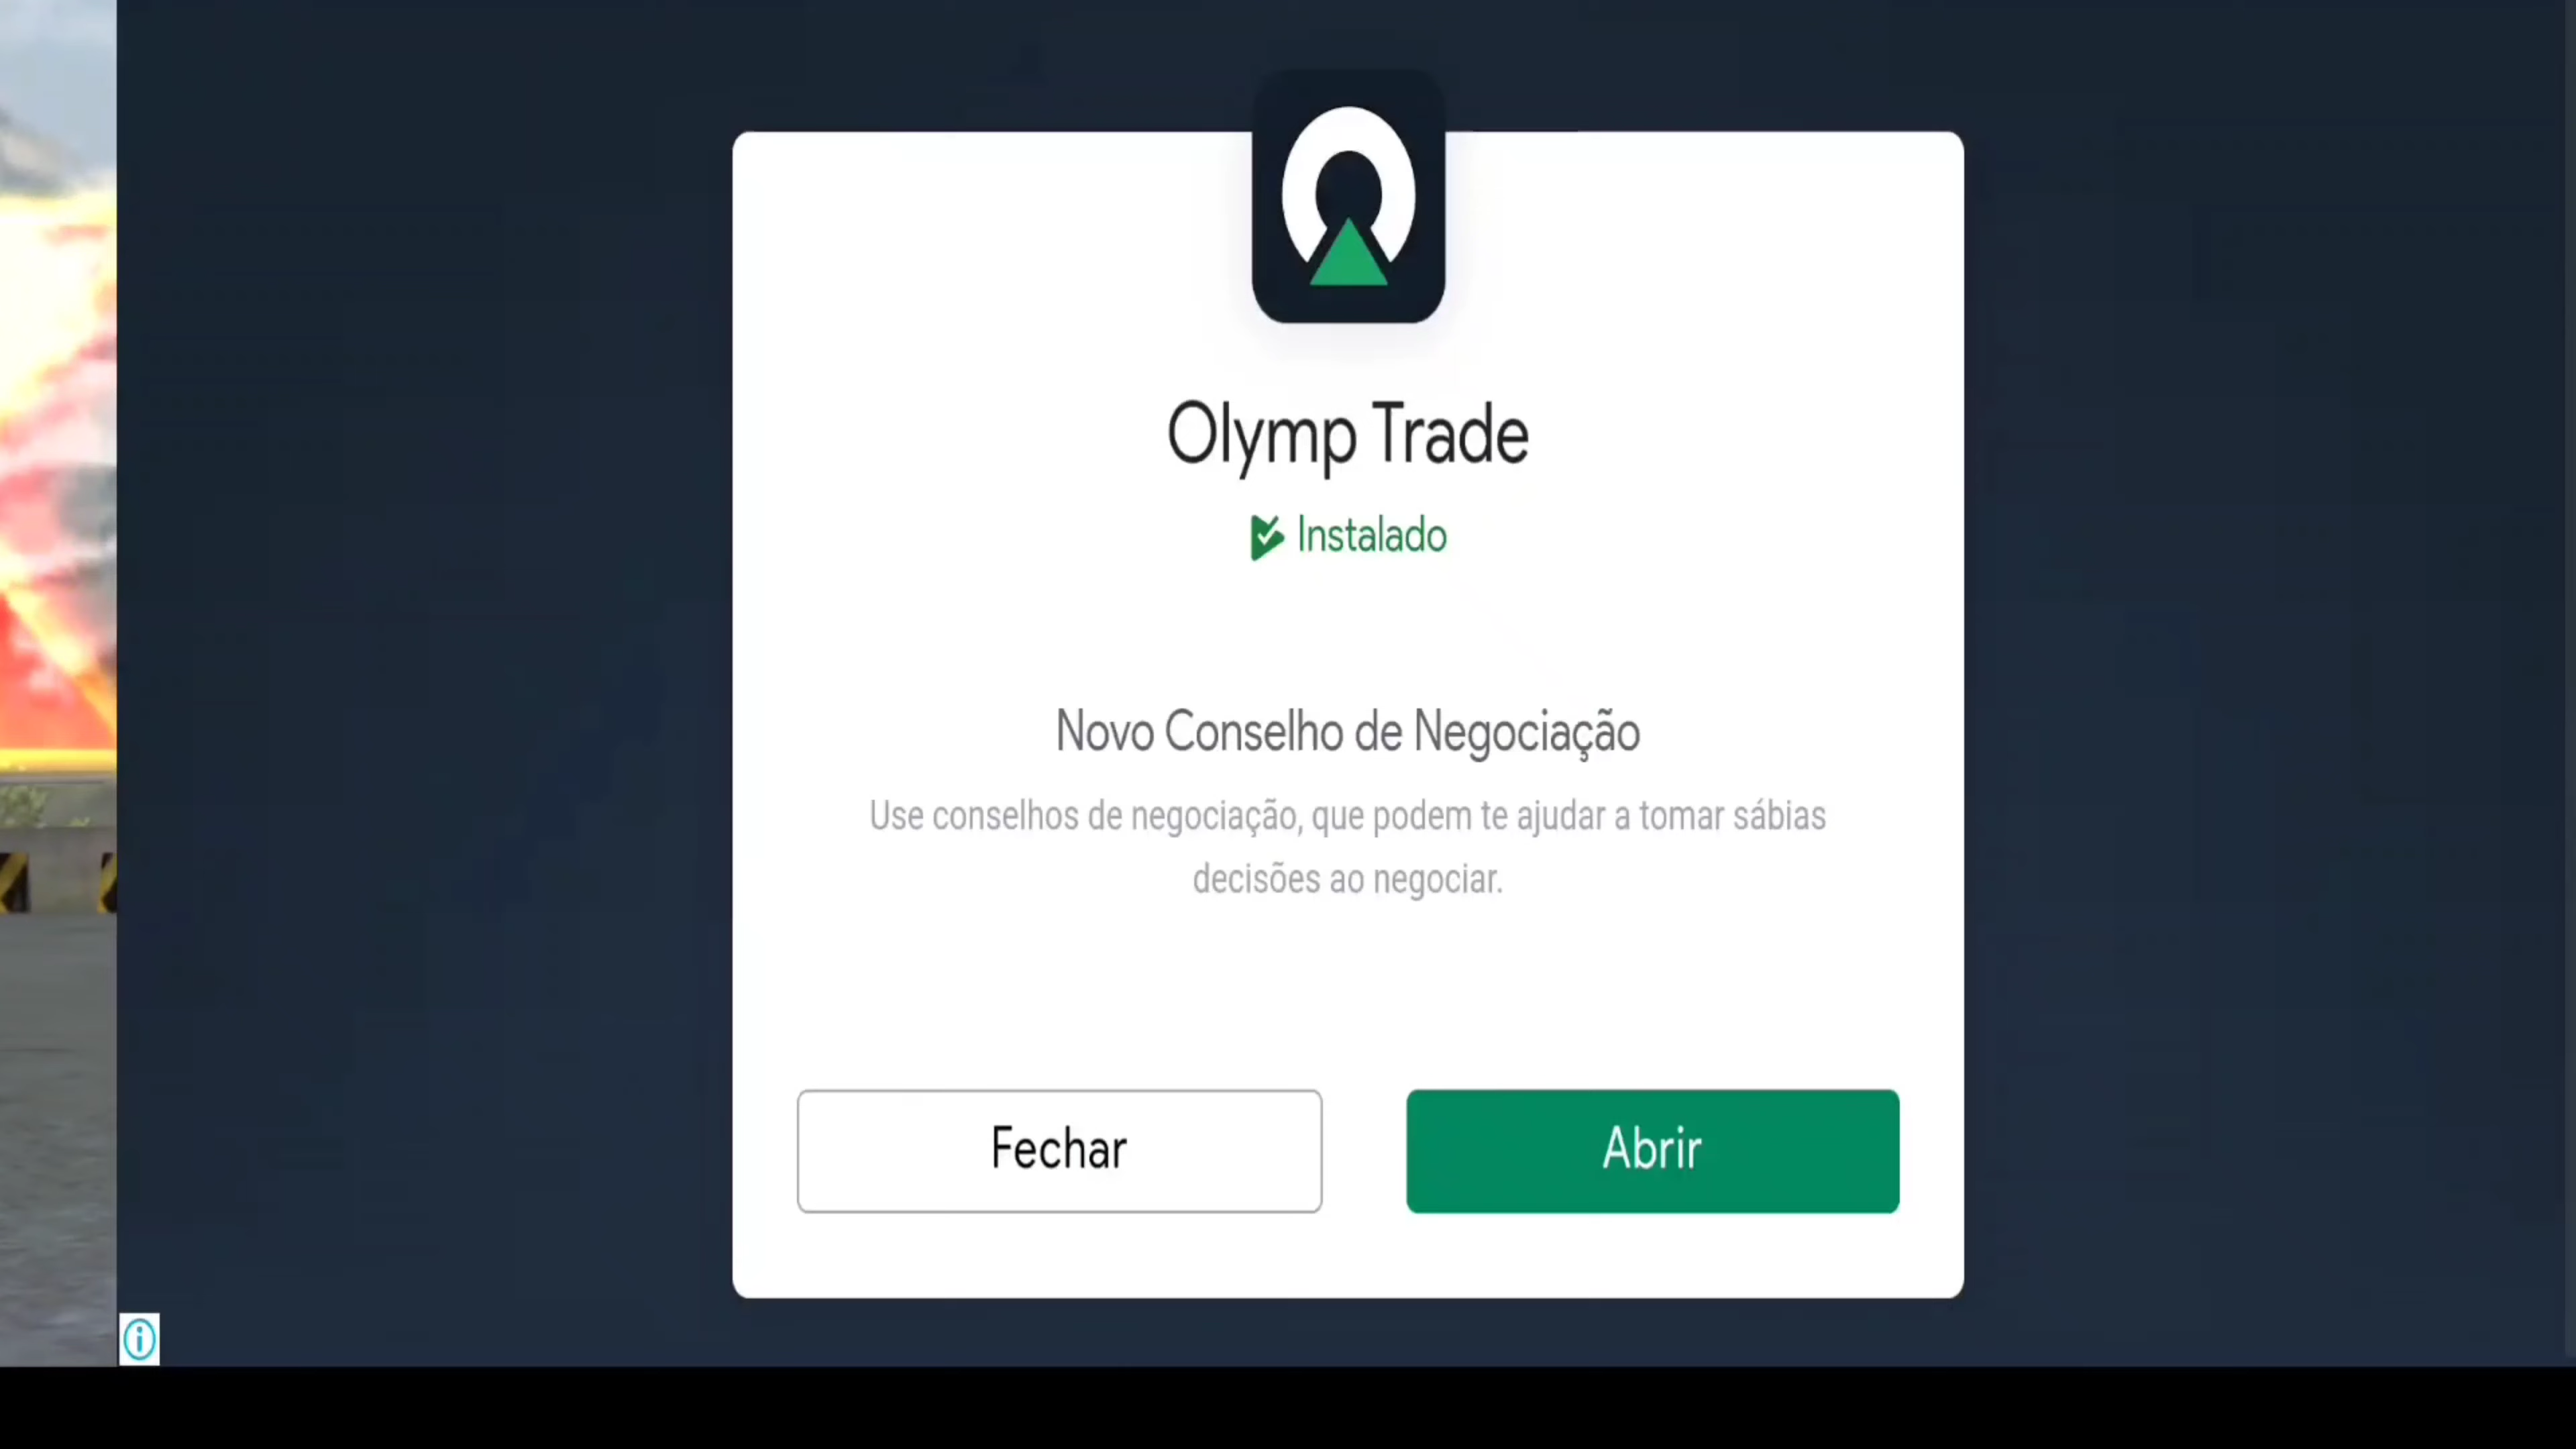 Olymp Trade
Instalado
Novo Conselho de Negociação
Use conselhos de negociação, que podem te ajudar a tomar sábias
decisões ao negociar.
Fechar
Abrir